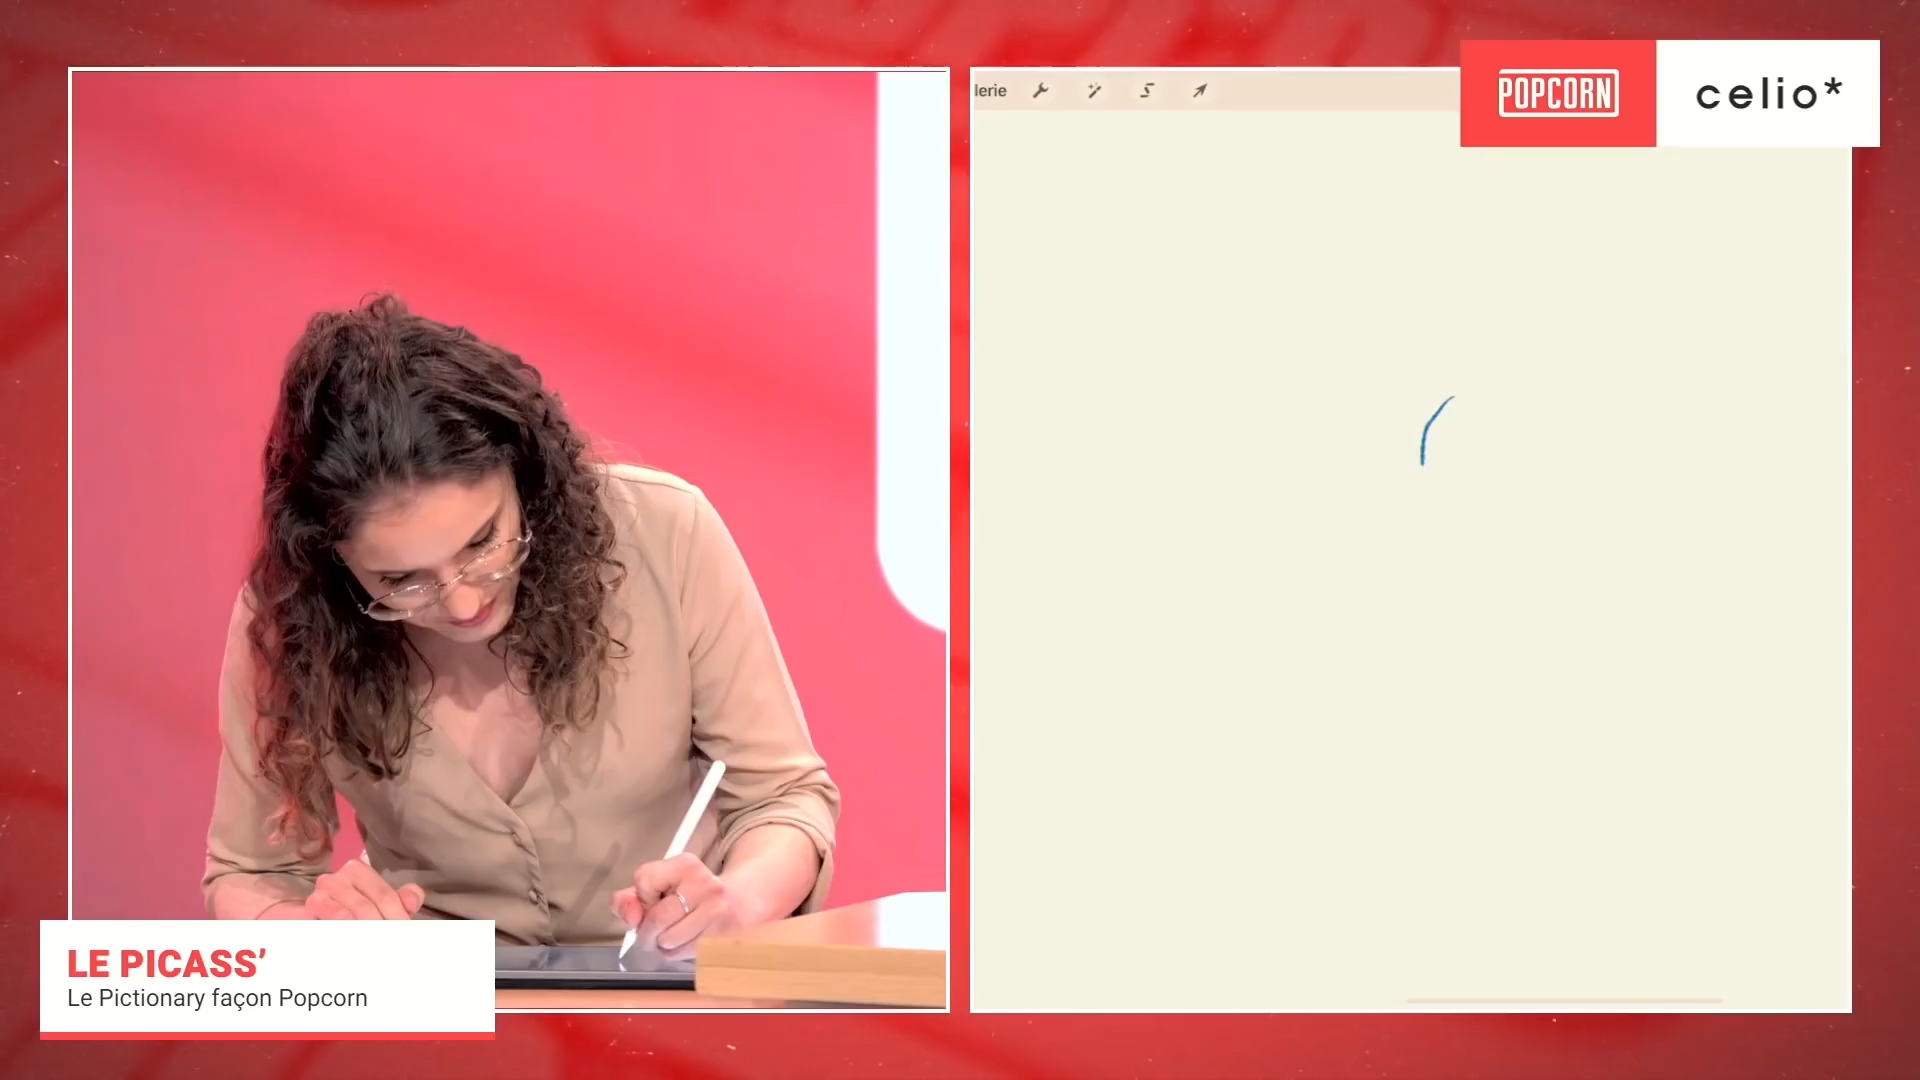 lerie
POPCORN
celio*
LE PICASS’
Le Pictionary façon Popcorn